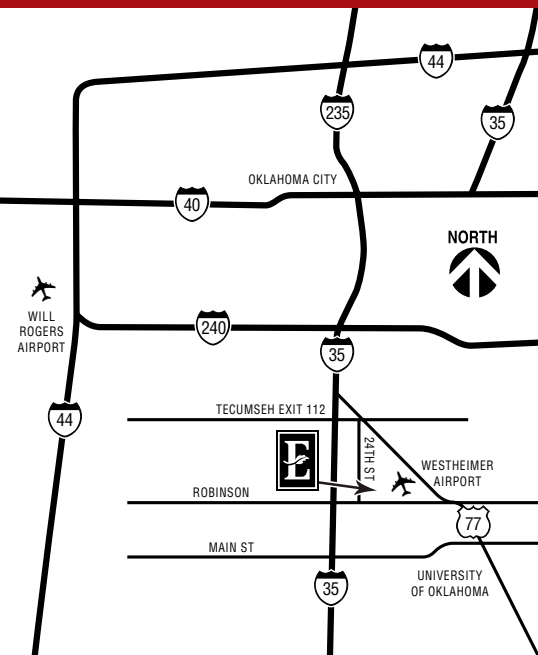 44
235
35
OKLAHOMA CITY
40
NORTH
WILL
ROGERS
AIRPORT
240
35
44
TECUMSEH EXIT 112
24TH ST
E
WESTHEIMER
AIRPORT
ROBINSON
77
MAIN ST
UNIVERSITY
OF OKLAHOMA
35